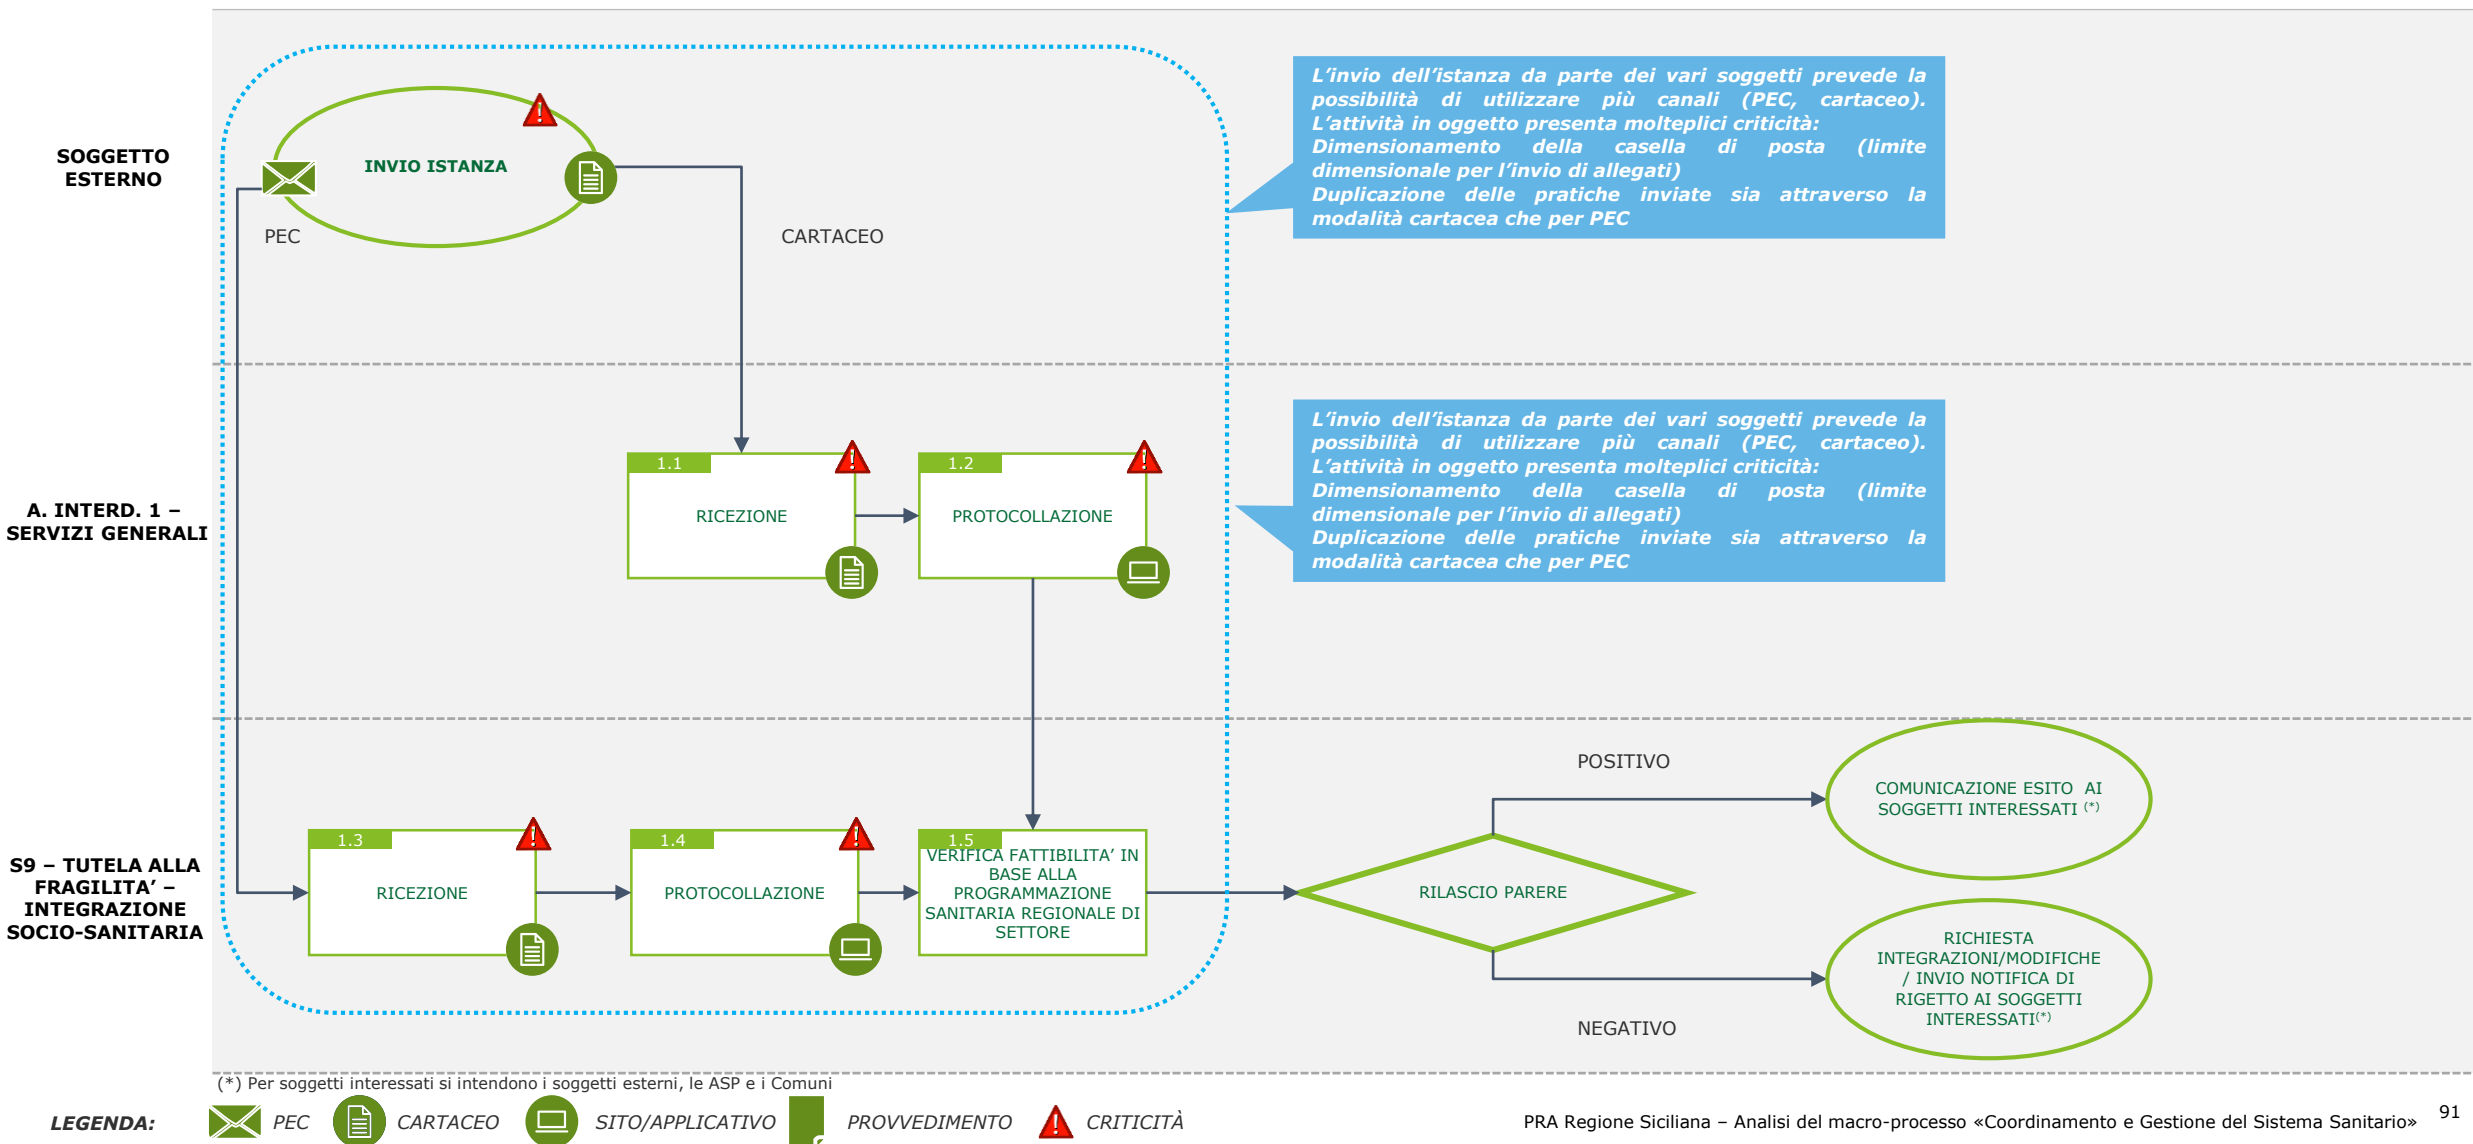 SOGGETTO
ESTERNO
INVIO ISTANZA
PEC
CARTACEO
L’invio dell’istanza da parte dei vari soggetti prevede la
possibilità di utilizzare più canali (PEC, cartaceo).
L’attività in oggetto presenta molteplici criticità:
Dimensionamento della casella di posta (limite
dimensionale per l’invio di allegati)
Duplicazione delle pratiche inviate sia attraverso la
modalità cartacea che per PEC
A. INTERD. 1 –
SERVIZI GENERALI
1.1
RICEZIONE
1.2
PROTOCOLLAZIONE
L’invio dell’istanza da parte dei vari soggetti prevede la
possibilità di utilizzare più canali (PEC, cartaceo).
L’attività in oggetto presenta molteplici criticità:
Dimensionamento della casella di posta (limite
dimensionale per l’invio di allegati)
Duplicazione delle pratiche inviate sia attraverso la
modalità cartacea che per PEC
S9 – TUTELA ALLA
FRAGILITA’ –
INTEGRAZIONE
SOCIO-SANITARIA
1.3
RICEZIONE
1.4
PROTOCOLLAZIONE
1.5
VERIFICA FATTIBILITA’ IN
BASE ALLA
PROGRAMMAZIONE
SANITARIA REGIONALE DI
SETTORE
RILASCIO PARERE
POSITIVO
COMUNICAZIONE ESITO AI
SOGGETTI INTERESSATI (*)
NEGATIVO
RICHIESTA
INTEGRAZIONI/MODIFICHE
/ INVIO NOTIFICA DI
RIGETTO AI SOGGETTI
INTERESSATI(*)
(*) Per soggetti interessati si intendono i soggetti esterni, le ASP e i Comuni
LEGENDA:
PEC
CARTACEO
SITO/APPLICATIVO
PROVVEDIMENTO
CRITICITÀ
PRA Regione Siciliana – Analisi del macro-processo «Coordinamento e Gestione del Sistema Sanitario»
91